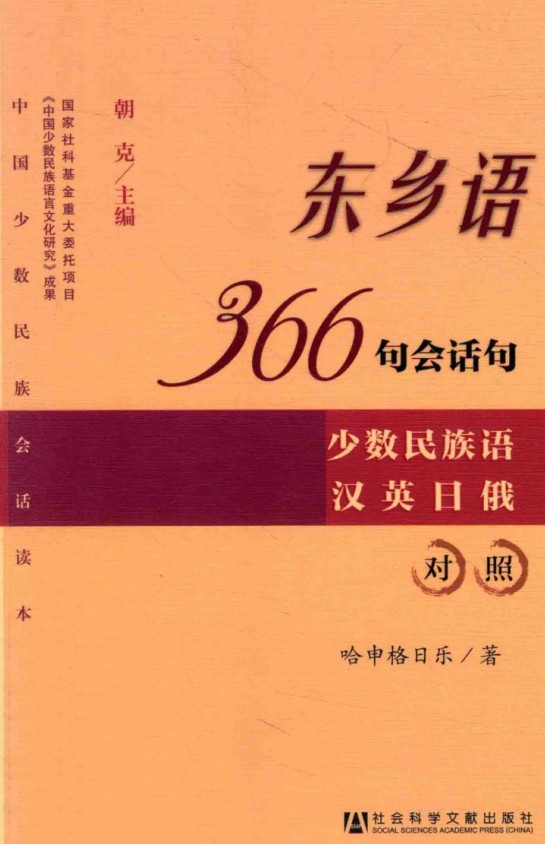 中国少数民族会话读本
国家社科基金重大委托项目
《中国少数民族语言文化研究》成果
朝克/主编
东乡语
366句会话句
少数民族语
汉英日俄
对照
哈申格日乐/著
社会科学文献出版社
SOCIAL SCIENCES ACADEMIC PRESS (CHINA)